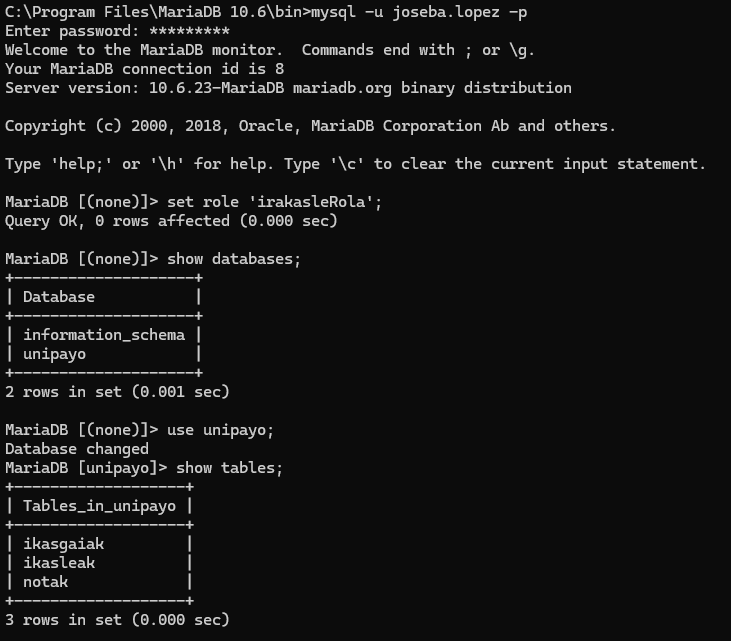 C:\Program Files\MariaDB 10.6\bin>mysql -u joseba.lopez -p
Enter password: *********
Welcome to the MariaDB monitor.  Commands end with ; or \g.
Your MariaDB connection id is 8
Server version: 10.6.23-MariaDB mariadb.org binary distribution

Copyright (c) 2000, 2018, Oracle, MariaDB Corporation Ab and others.

Type 'help;' or '\h' for help. Type '\c' to clear the current input statement.

MariaDB [(none)]> set role 'irakasleRola';
Query OK, 0 rows affected (0.000 sec)

MariaDB [(none)]> show databases;
+--------------------+
| Database           |
+--------------------+
| information_schema |
| unipayo            |
+--------------------+
2 rows in set (0.001 sec)

MariaDB [(none)]> use unipayo;
Database changed
MariaDB [unipayo]> show tables;
+-------------------+
| Tables_in_unipayo |
+-------------------+
| ikasgaiak         |
| ikasleak          |
| notak             |
+-------------------+
3 rows in set (0.000 sec)